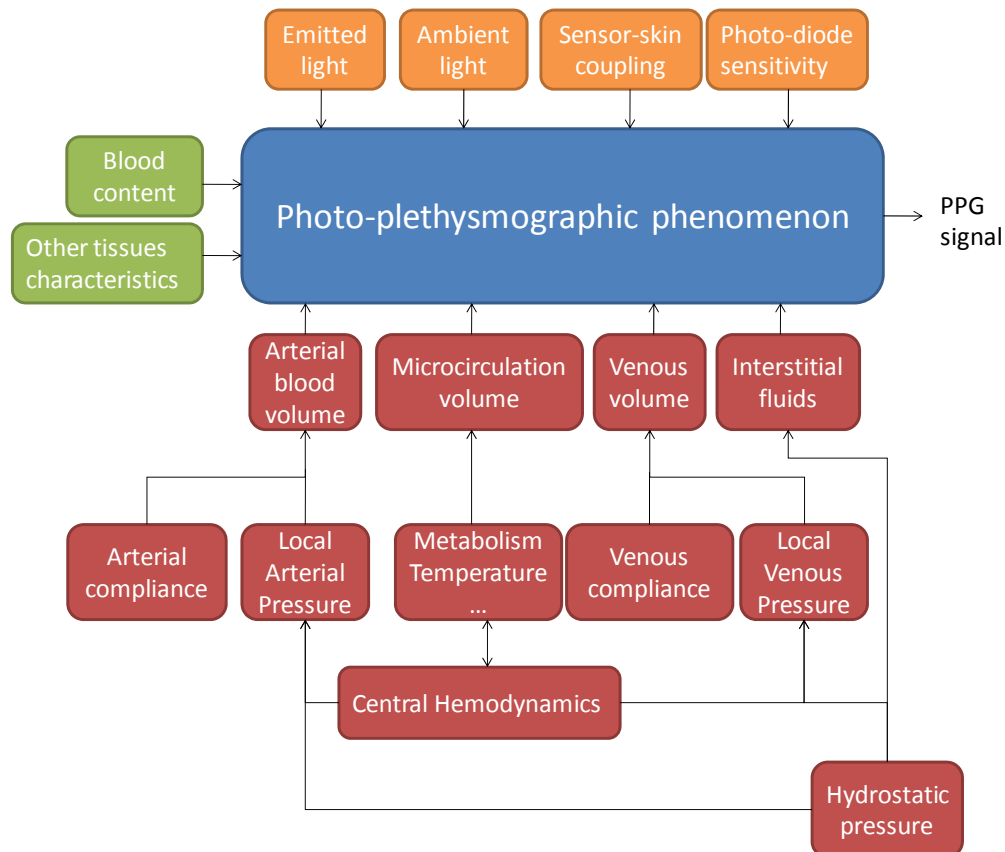 Emitted
light
Ambient
light
Sensor-skin
coupling
Photo-diode
sensitivity
Blood
content
Other tissues
characteristics
Photo-plethysmographic phenomenon
PPG
signal
Arterial
blood
volume
Microcirculation
volume
Venous
volume
Interstitial
fluids
Arterial
compliance
Local
Arterial
Pressure
Metabolism
Temperature
...
Venous
compliance
Local
Venous
Pressure
Central Hemodynamics
Hydrostatic
pressure